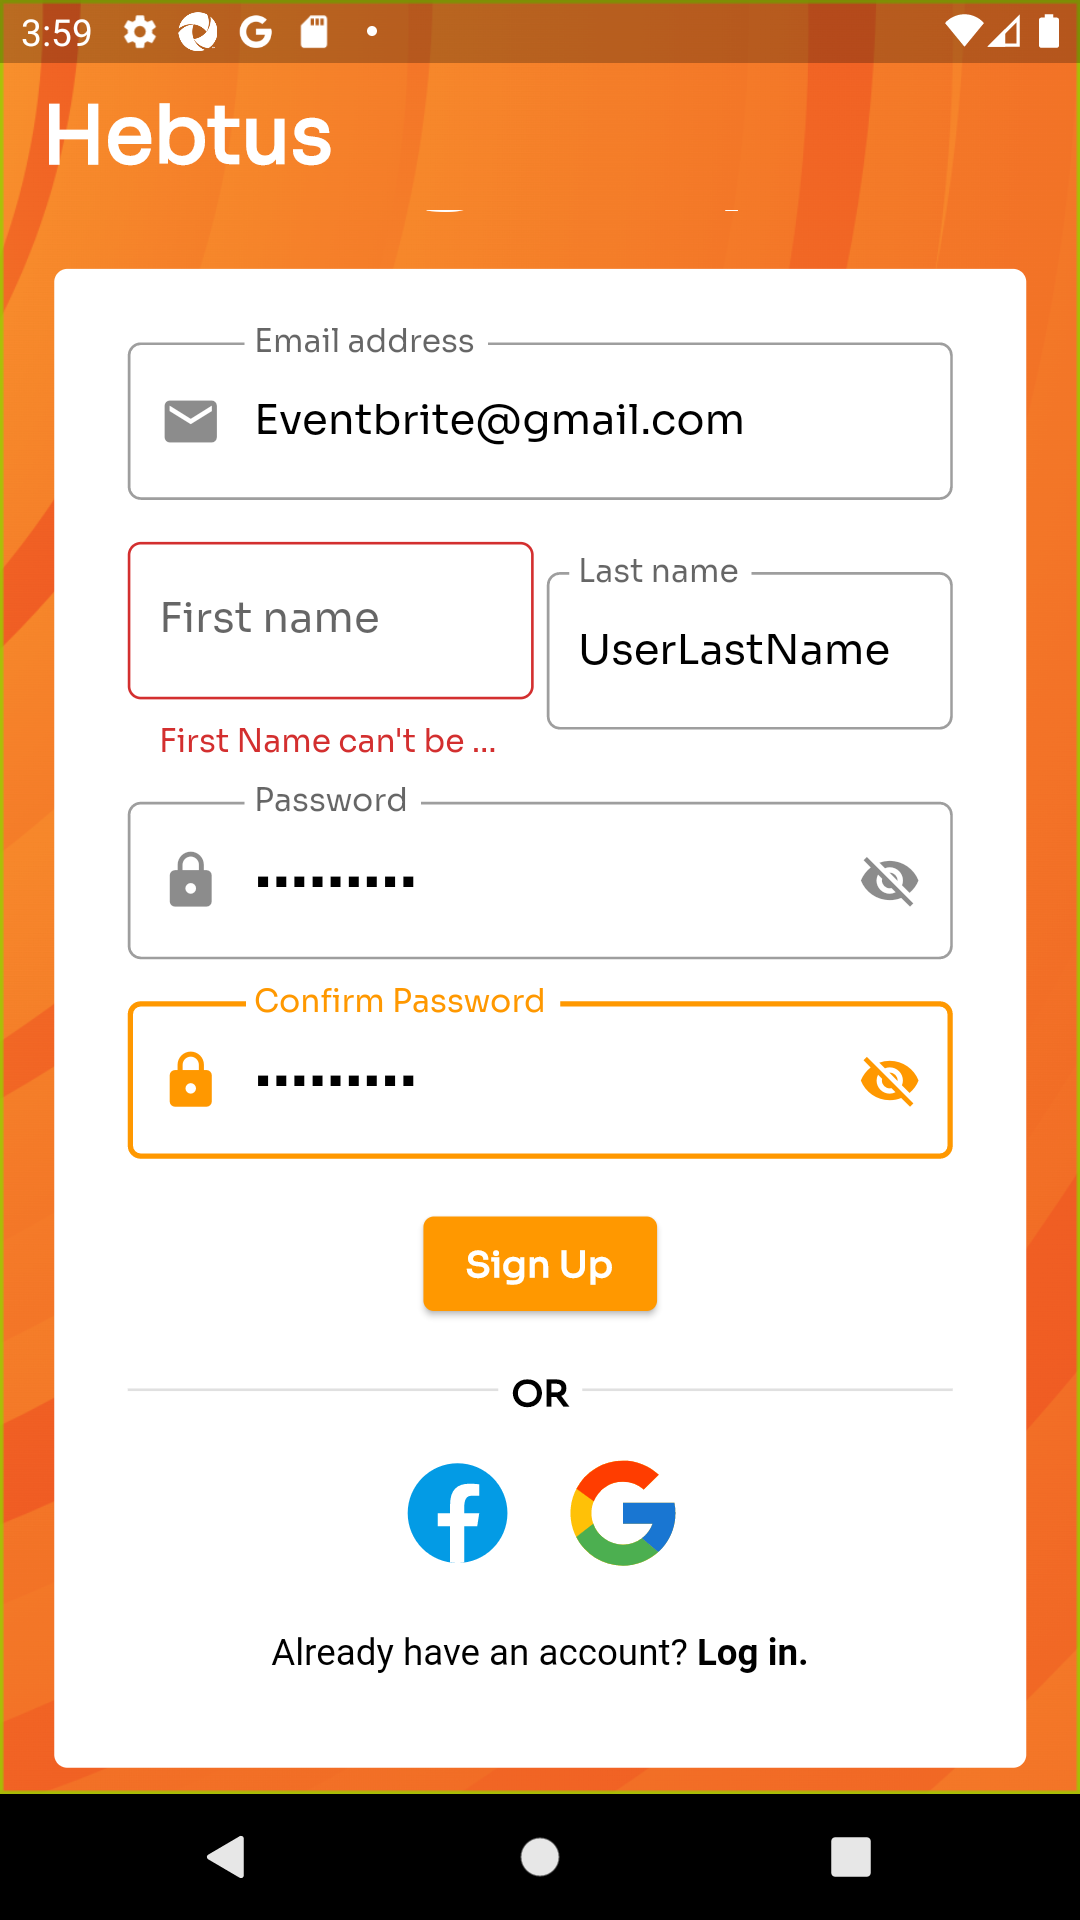 3:59
Hebtus
Email address
Eventbrite@gmail.com
First name
Last name
UserLastName
First Name can't be ...
Password
Confirm Password
Sign Up
OR
Already have an account? Log in.